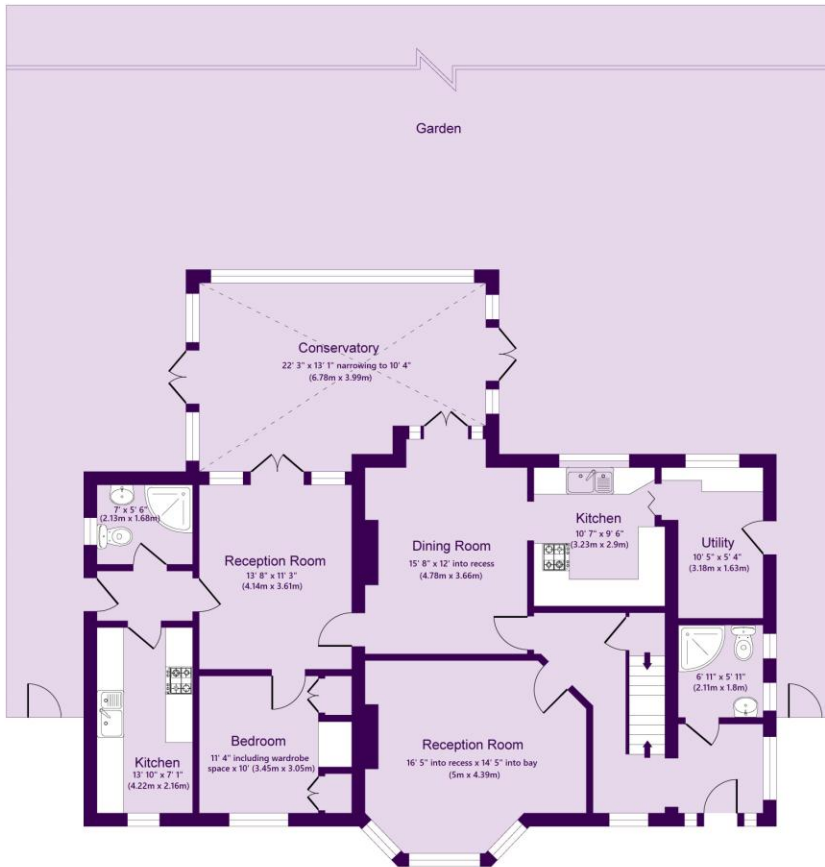 Garden
Conservatory
22' 3" x 13' 1" narrowing to 10' 4"
(6.78m x 3.99m)
7' x 5' 6"
(2.13m x 1.68m)
Reception Room
13' 8" x 11' 3"
(4.14m x 3.61m)
Dining Room
15' 8" x 12' into recess
(4.78m x 3.66m)
Kitchen
10' 7" x 9' 6"
(3.23m x 2.9m)
Utility
10' 5" x 5' 4"
(3.18m x 1.63m)
6' 11" x 5' 11"
(2.11m x 1.8m)
Kitchen
13' 10" x 7' 1"
(4.22m x 2.16m)
Bedroom
11' 4" including wardrobe
space x 10' (3.45m x 3.05m)
Reception Room
16' 5" into recess x 14' 5" into bay
(5m x 4.39m)